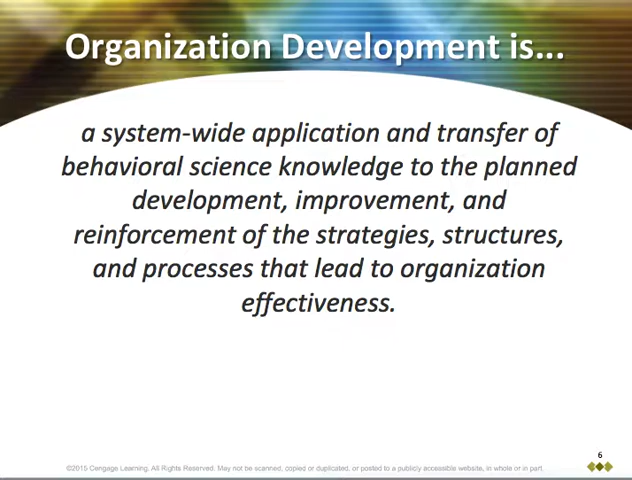 Organization Development is...
a system-wide application and transfer of
behavioral science knowledge to the planned
development, improvement, and
reinforcement of the strategies, structures,
and processes that lead to organization
effectiveness.
6
©2015 Cengage Learning. All Rights Reserved. May not be scanned, copied or duplicated, or posted to a publicly accessible website, in whole or in part.